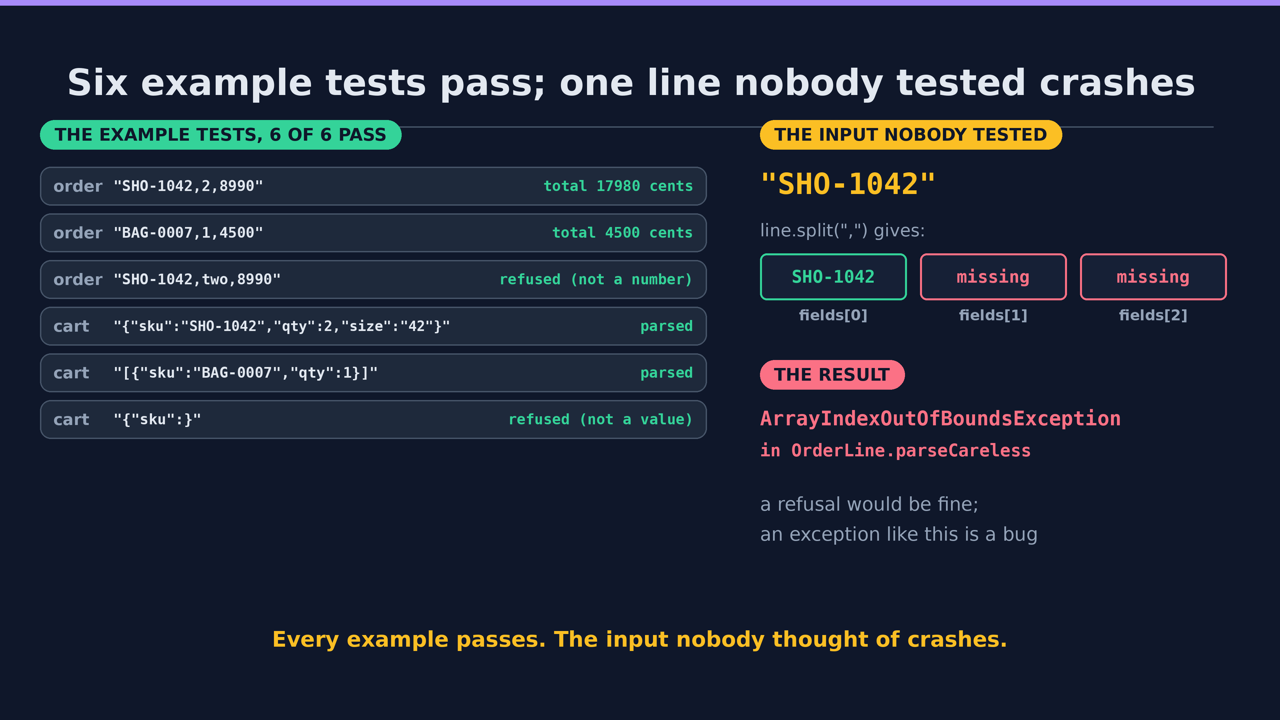 Six example tests pass; one line nobody tested crashes
THE EXAMPLE TESTS, 6 OF 6 PASS
order "SHO-1042,2,8990" total 17980 cents
order "BAG-0007,1,4500" total 4500 cents
order "SHO-1042,two,8990" refused (not a number)
cart "{"sku":"SHO-1042","qty":2,"size":"42"}" parsed
cart "[{"sku":"BAG-0007","qty":1}]" parsed
cart "{"sku":}" refused (not a value)
THE INPUT NOBODY TESTED
"SHO-1042"
line.split(",") gives:
SHO-1042 missing missing
fields[0] fields[1] fields[2]
THE RESULT
ArrayIndexOutOfBoundsException
in OrderLine.parseCareless
a refusal would be fine;
an exception like this is a bug
Every example passes. The input nobody thought of crashes.